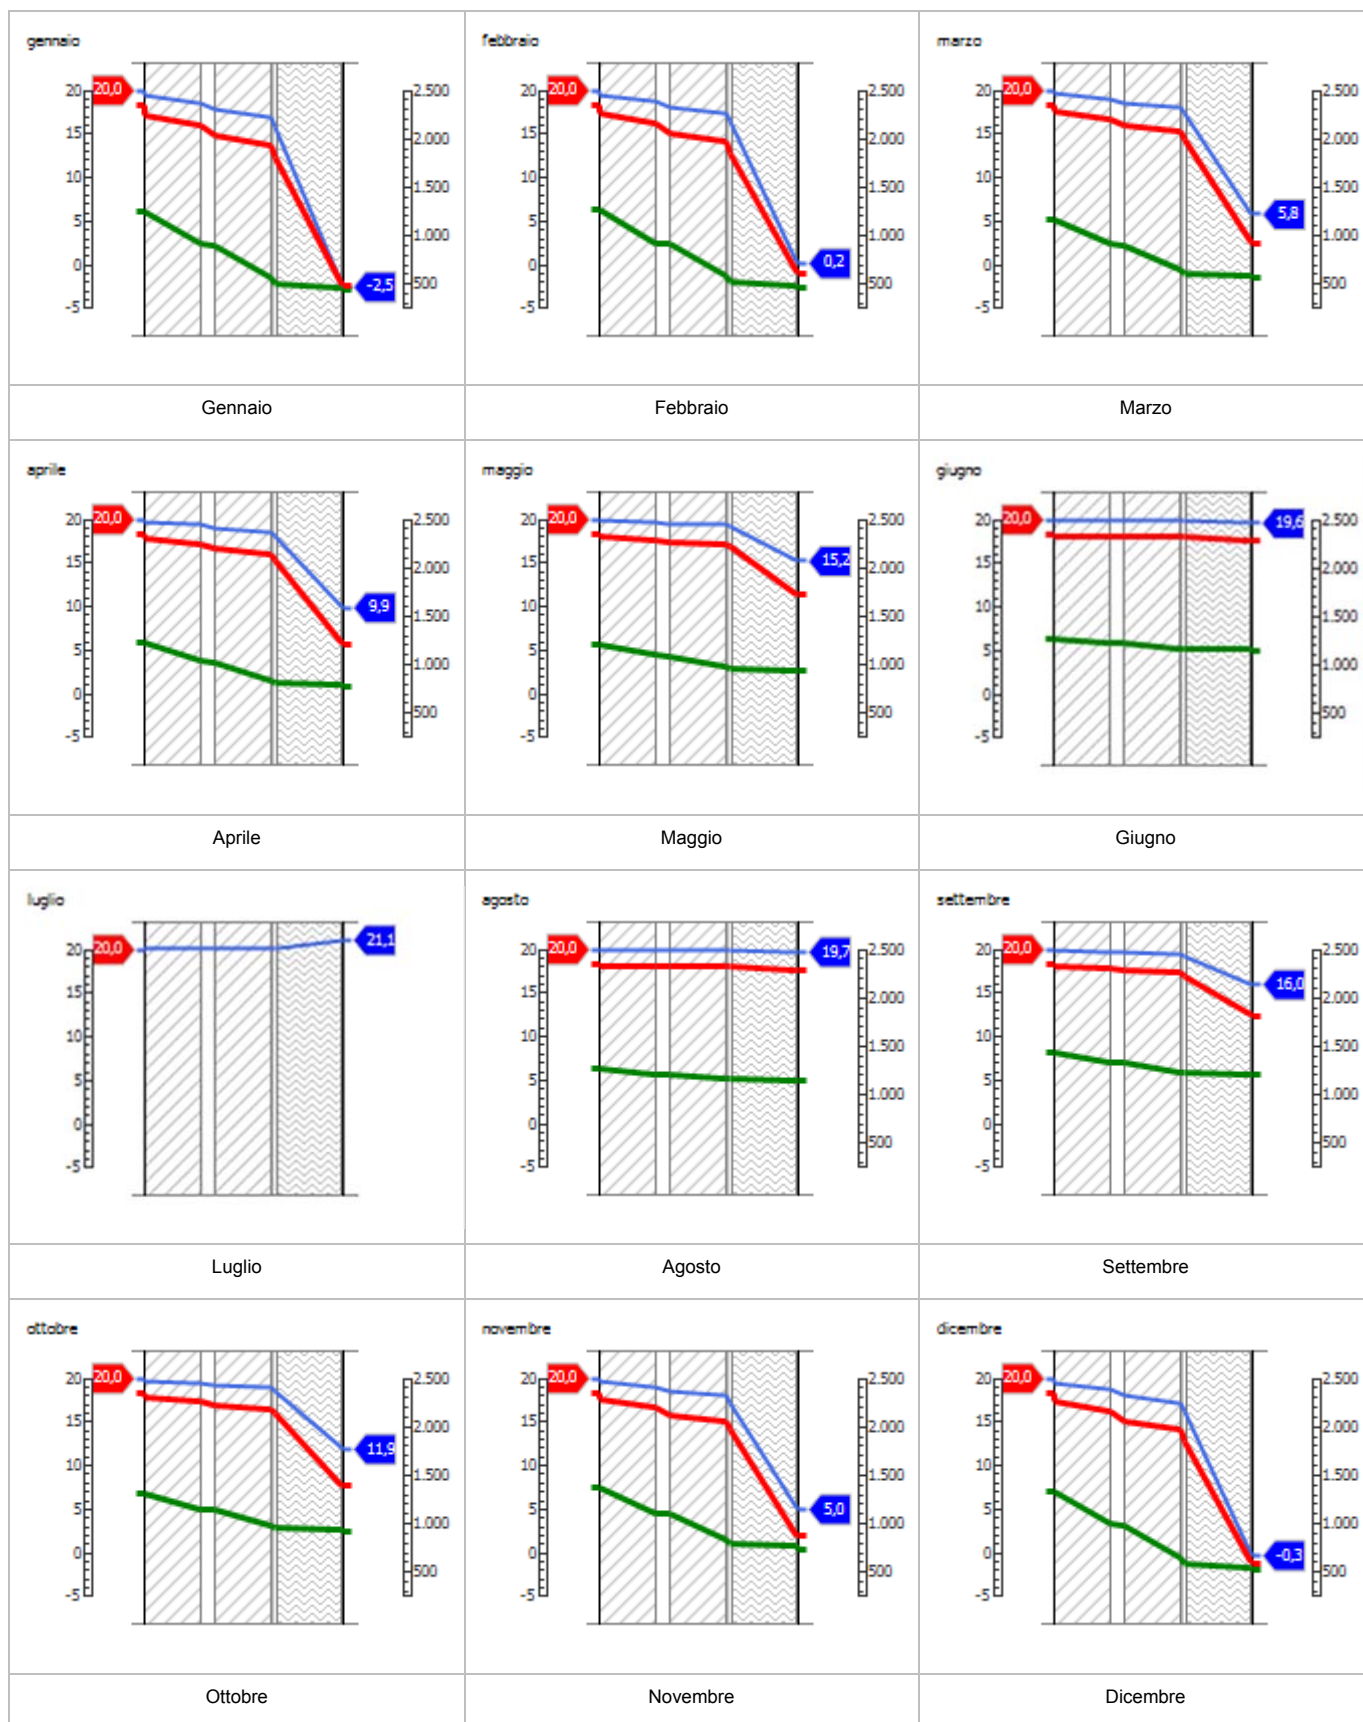 gennaio
20 20,0 2.500
15 2.000
10 1.500
5 1.000
0 500
-5 -2,5
Gennaio
febbraio
20 20,0 2.500
15 2.000
10 1.500
5 1.000
0 0,2 500
-5
Febbraio
marzo
20 20,0 2.500
15 2.000
10 1.500
5 5,8 1.000
0 500
-5
Marzo
aprile
20 20,0 2.500
15 2.000
10 9,9 1.500
5 1.000
0 500
-5
Aprile
maggio
20 20,0 2.500
15 15,2 2.000
10 1.500
5 1.000
0 500
-5
Maggio
giugno
20 20,0 19,6 2.500
15 2.000
10 1.500
5 1.000
0 500
-5
Giugno
luglio
20 20,0 21,1
15
10
5
0
-5
Luglio
agosto
20 20,0 19,7 2.500
15 2.000
10 1.500
5 1.000
0 500
-5
Agosto
settembre
20 20,0 2.500
15 16,0 2.000
10 1.500
5 1.000
0 500
-5
Settembre
ottobre
20 20,0 2.500
15 2.000
10 11,9 1.500
5 1.000
0 500
-5
Ottobre
novembre
20 20,0 2.500
15 2.000
10 1.500
5 5,0 1.000
0 500
-5
Novembre
dicembre
20 20,0 2.500
15 2.000
10 1.500
5 1.000
0 -0,3 500
-5
Dicembre